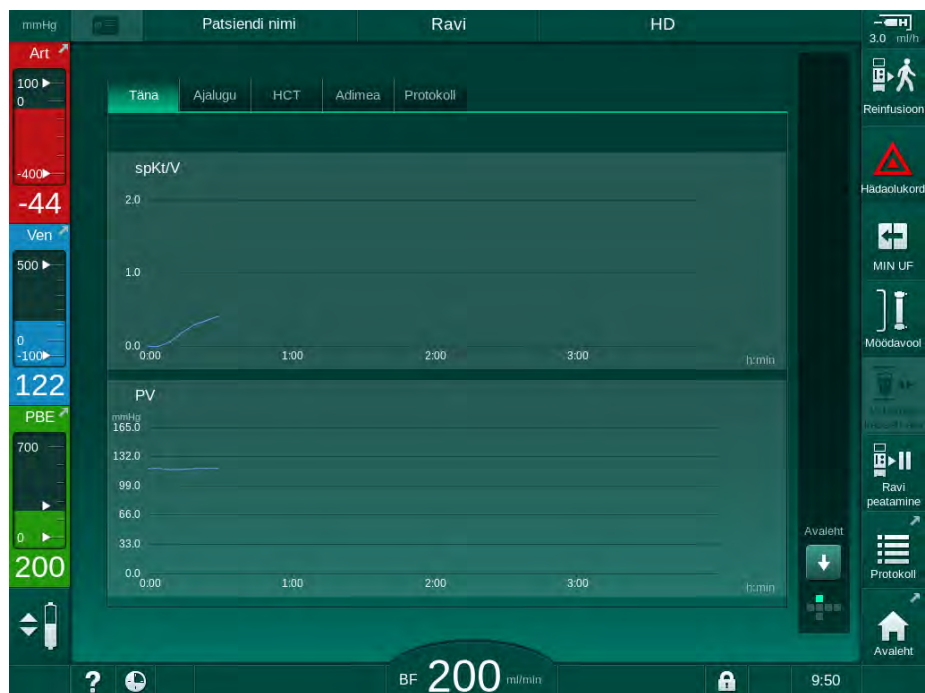 mmHg
Patsiendi nimi
Ravi
HD
3.0 ml/h
Art
100
0
-400
-44
Ven
500
0
-100
122
PBE
700
0
200
Täna
Ajalugu
HCT
Adimea
Protokoll
spKt/V
2.0
1.0
0.0
0:00
1:00
2:00
3:00
h:min
PV
mmHg
165.0
132.0
99.0
66.0
33.0
0.0
0:00
1:00
2:00
3:00
h:min
Avaleht
Reinfusioon
Hädaolukord
MIN UF
Möödavool
Ravi
peatamine
Protokoll
Avaleht
?
BF 200 ml/min
9:50